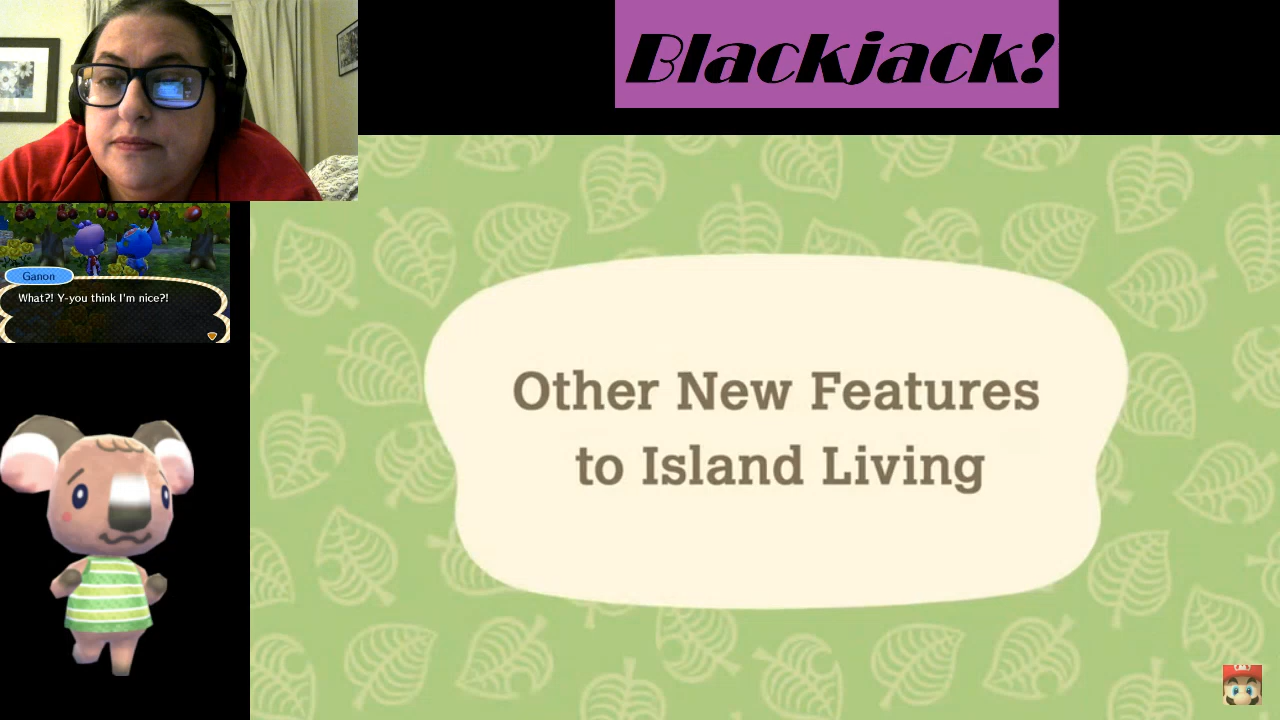 Blackjack!
Ganon
What?! Y-you think I'm nice?!
Other New Features
to Island Living
M